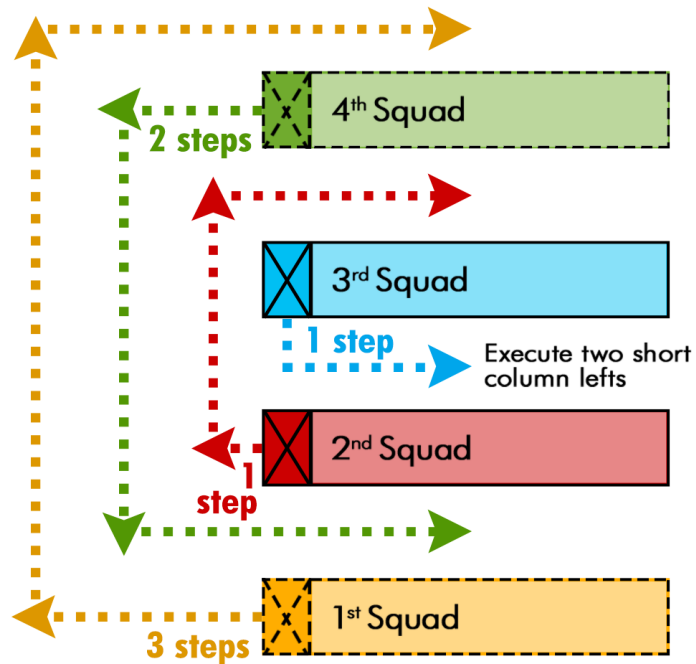 4th Squad
2 steps
3rd Squad
1 step
Execute two short
column lefts
2nd Squad
1
step
1st Squad
3 steps